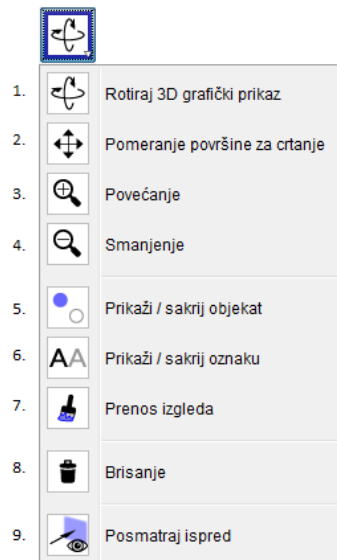 1. Rotiraj 3D grafički prikaz
2. Pomeranje površine za crtanje
3. Povećanje
4. Smanjenje
5. Prikaži / sakrij objekat
6. AA Prikaži / sakrij oznaku
7. Prenos izgleda
8. Brisanje
9. Posmatraj ispred